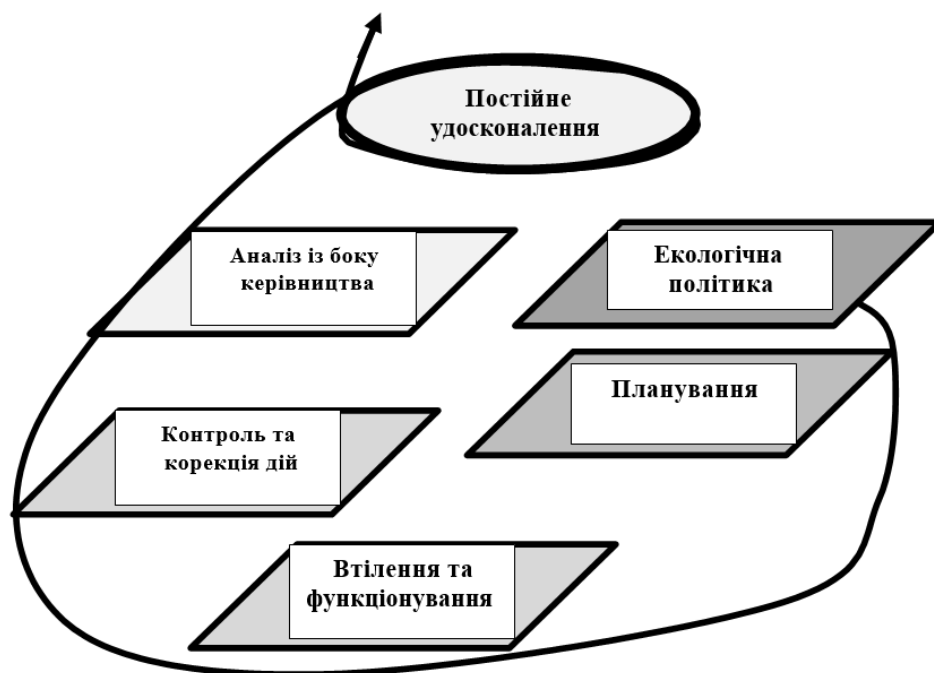 Постійне
удосконалення
Аналіз із боку
керівництва
Екологічна
політика
Планування
Контроль та
корекція дій
Втілення та
функціонування